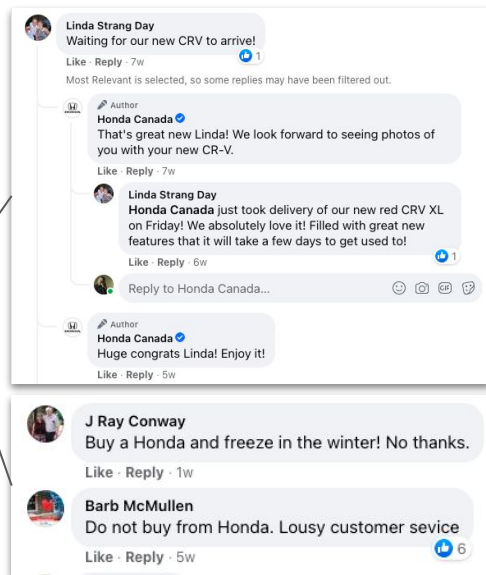 Linda Strang Day
Waiting for our new CRV to arrive!
1
Like · Reply · 7w
Most Relevant is selected, so some replies may have been filtered out.
Author
Honda Canada
That's great new Linda! We look forward to seeing photos of
you with your new CR-V.
Like · Reply · 7w
Linda Strang Day
Honda Canada just took delivery of our new red CRV XL
on Friday! We absolutely love it! Filled with great new
features that it will take a few days to get used to!
1
Like · Reply · 6w
Reply to Honda Canada...
GIF
Author
Honda Canada
Huge congrats Linda! Enjoy it!
Like · Reply · 5w
J Ray Conway
Buy a Honda and freeze in the winter! No thanks.
Like · Reply · 1w
Barb McMullen
Do not buy from Honda. Lousy customer sevice
6
Like · Reply · 5w